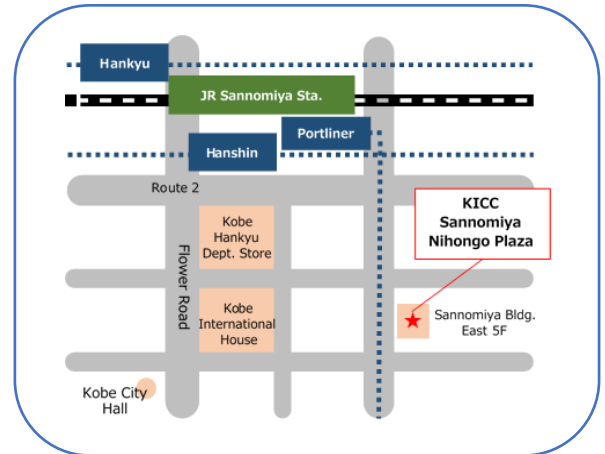 Hankyu
JR Sannomiya Sta.
Portliner
Hanshin
Route 2
KICC
Sannomiya
Nihongo Plaza
Kobe
Hankyu
Dept. Store
Flower Road
Kobe
International
House
Sannomiya Bldg.
East 5F
Kobe City
Hall